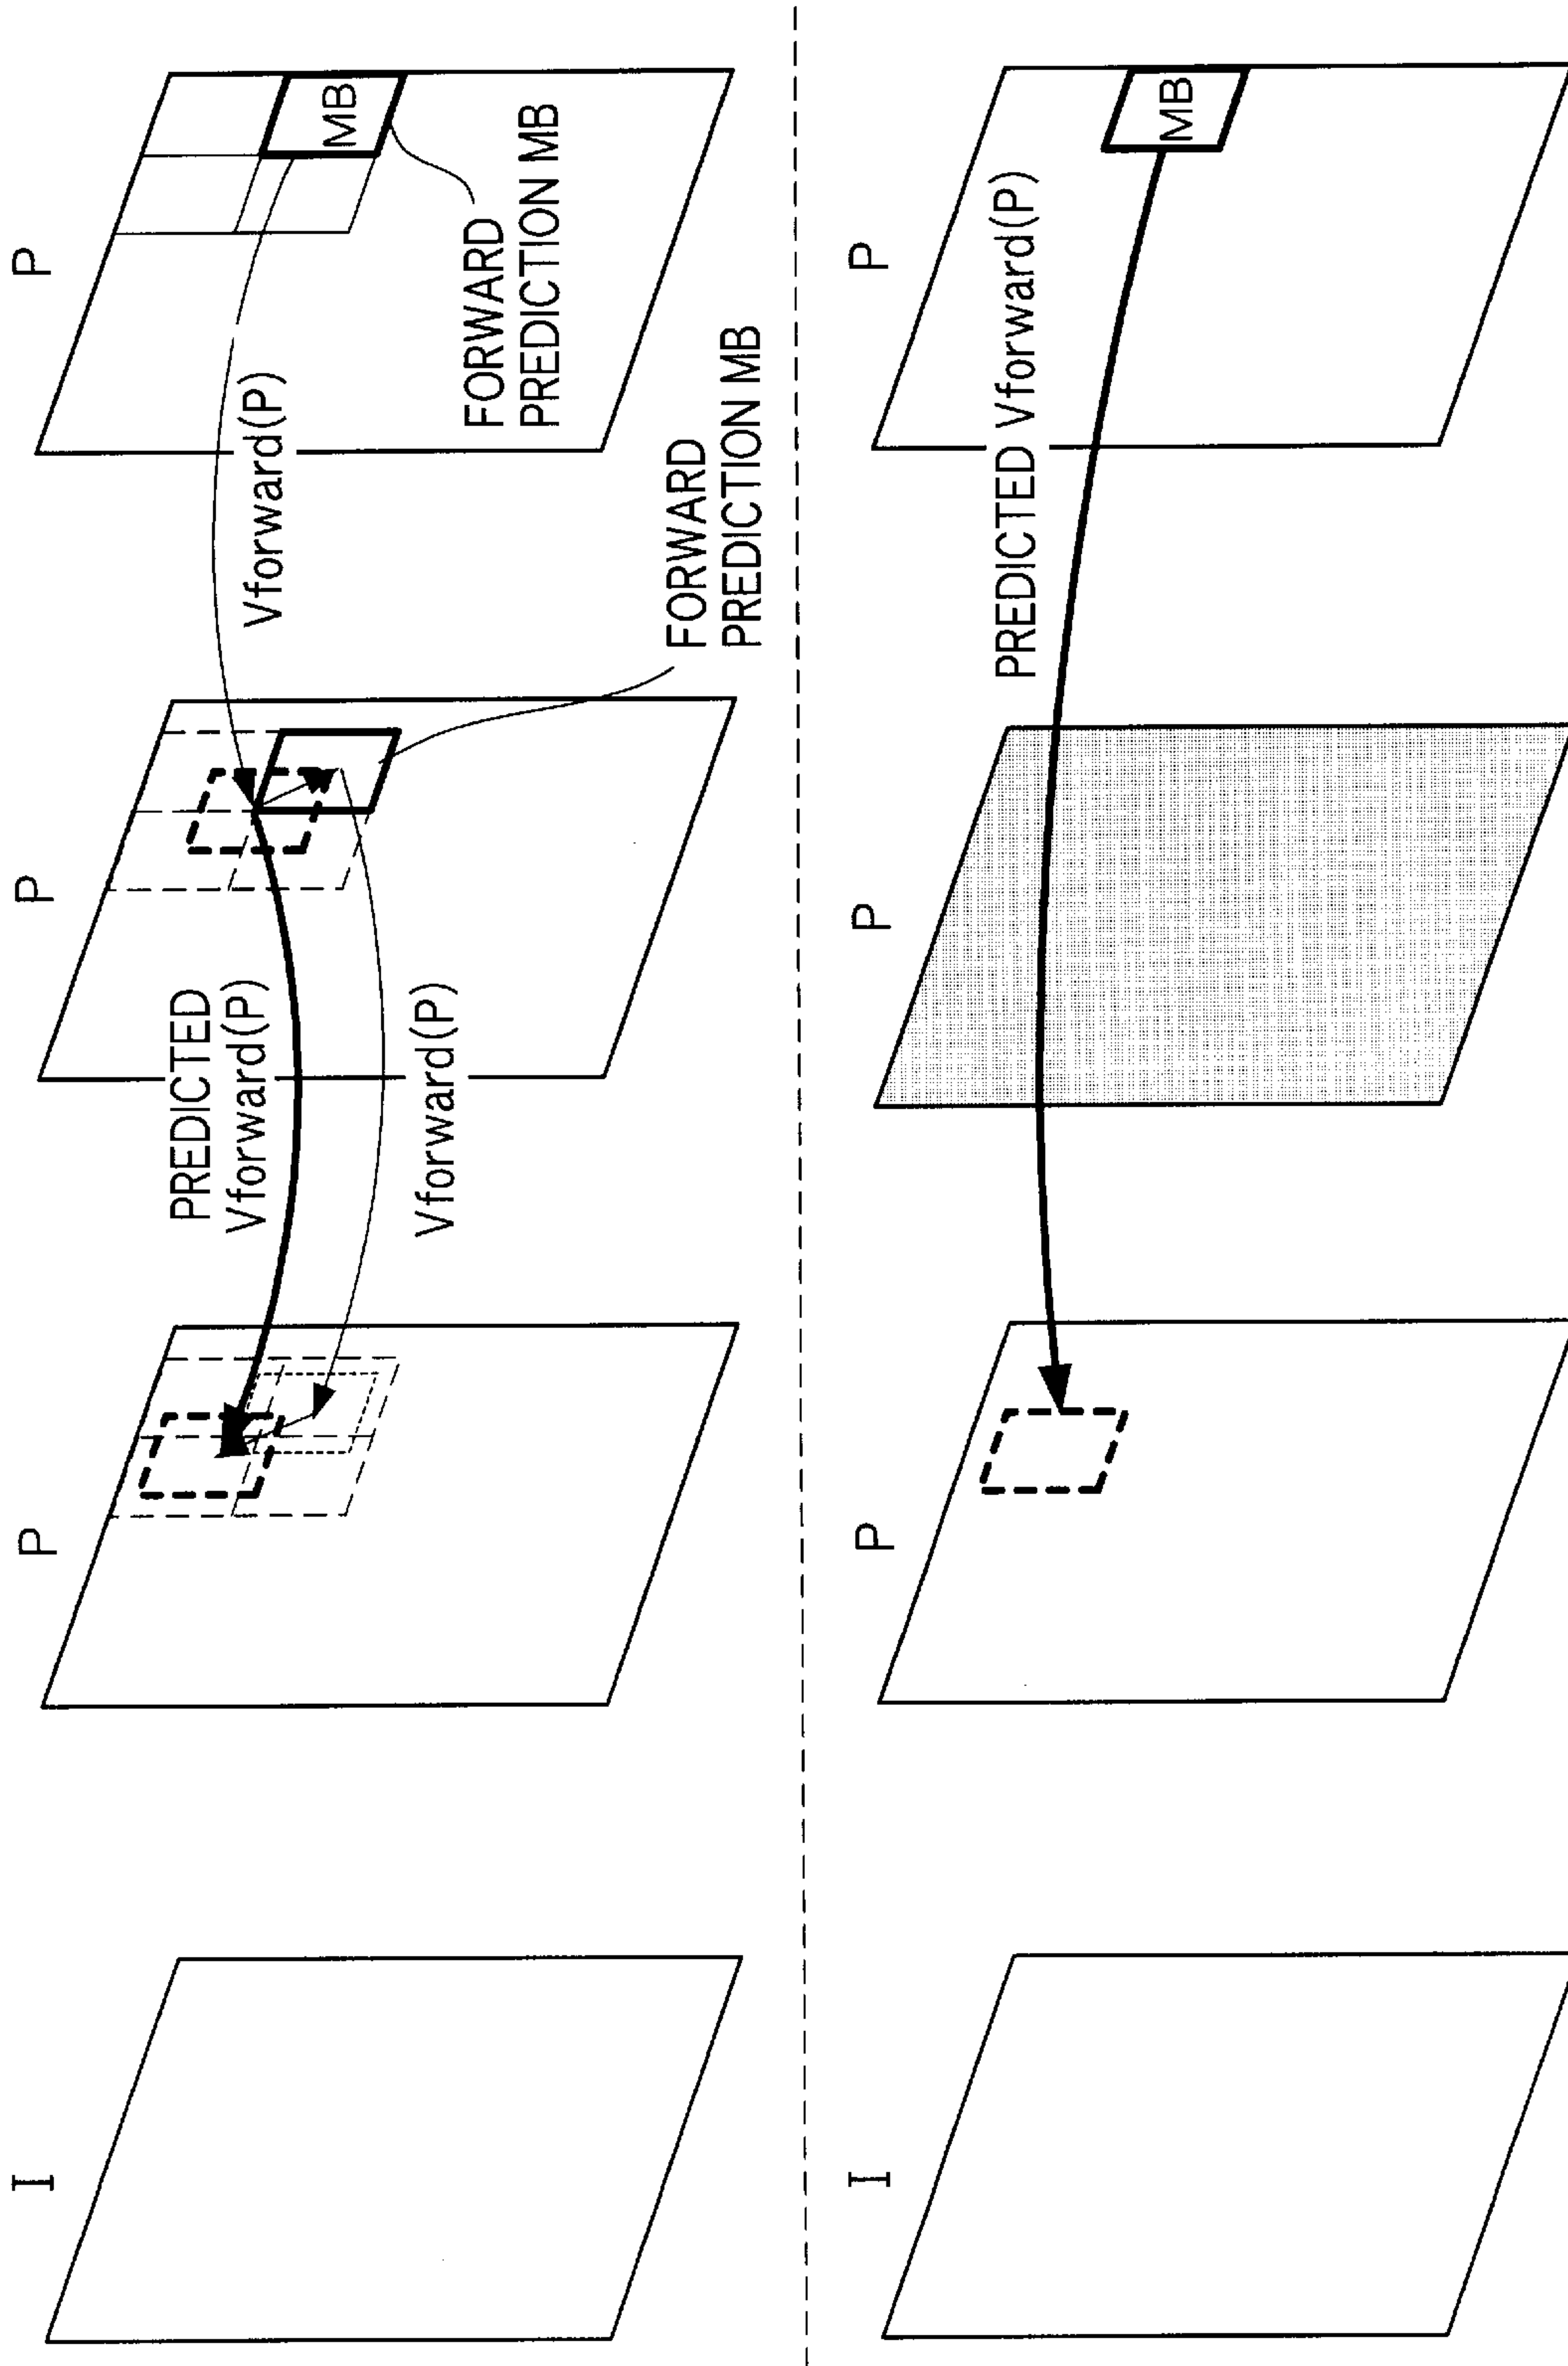 I P P P
PREDICTED
Vforward(P)
Vforward(P)
MB
Vforward(P)
FORWARD
PREDICTION MB
FORWARD
PREDICTION MB
I P P P
PREDICTED Vforward(P)
MB